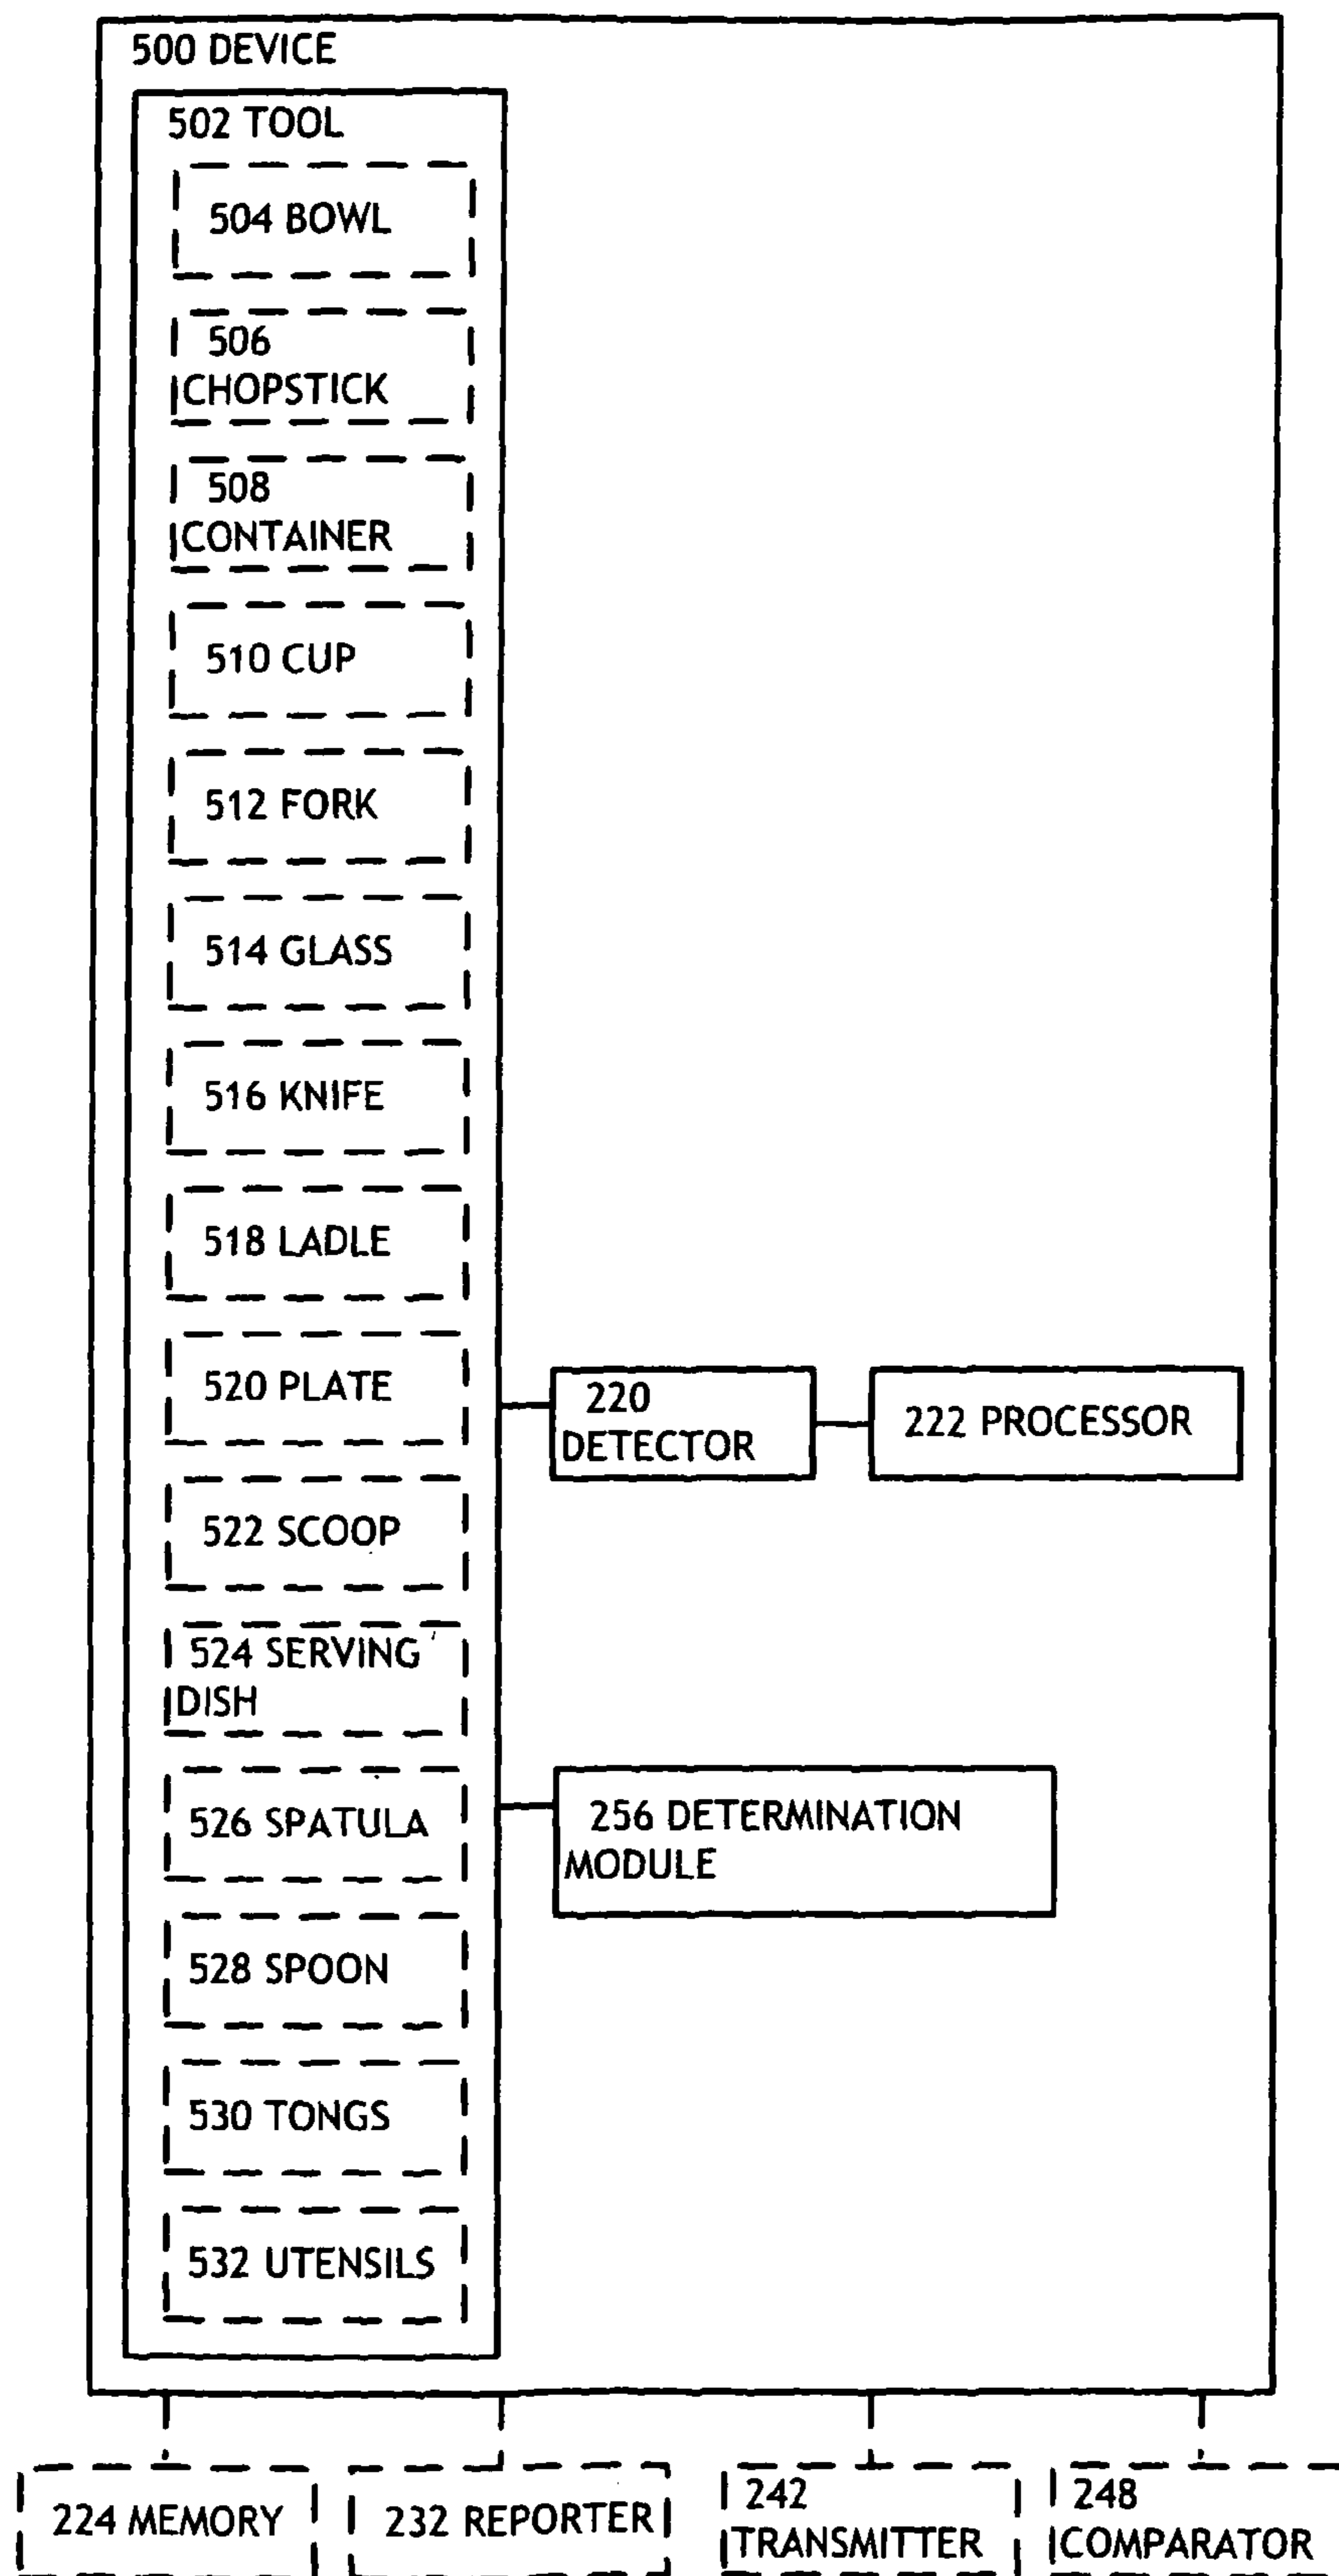 500 DEVICE
502 TOOL
504 BOWL
506
CHOPSTICK
508
CONTAINER
510 CUP
512 FORK
514 GLASS
516 KNIFE
518 LADLE
520 PLATE
220
DETECTOR
222 PROCESSOR
522 SCOOP
524 SERVING
DISH
526 SPATULA
256 DETERMINATION
MODULE
528 SPOON
530 TONGS
532 UTENSILS
224 MEMORY
232 REPORTER
242
TRANSMITTER
248
COMPARATOR